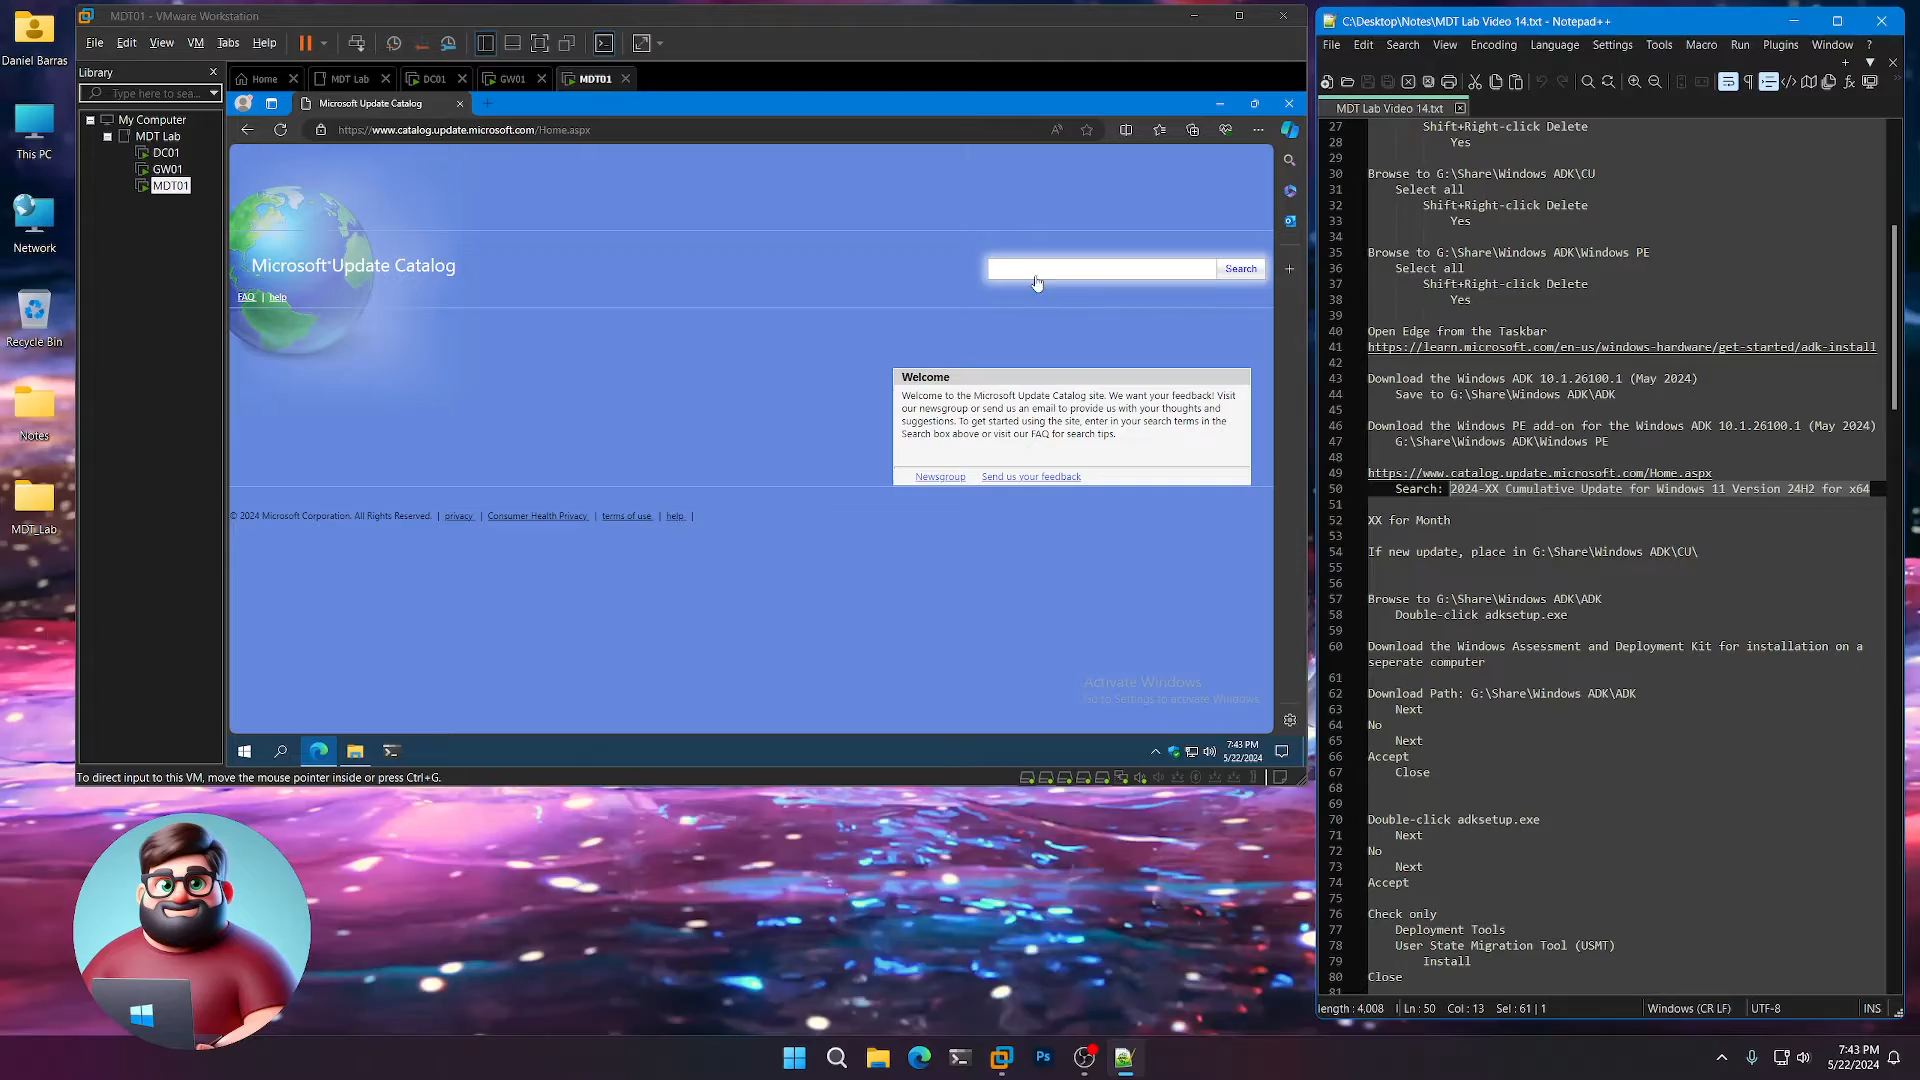 Daniel Barras
This PC
Network
Recycle Bin
Notes
MDT_Lab
MDT01 - VMware Workstation
File Edit View VM Tabs Help
Library
Type here to sea...
My Computer
MDT Lab
DC01
GW01
MDT01
Home MDT Lab DC01 GW01 MDT01
Microsoft Update Catalog
https://www.catalog.update.microsoft.com/Home.aspx
Microsoft Update Catalog
FAQ | help
Search
Welcome
Welcome to the Microsoft Update Catalog site. We want your feedback! Visit
our newsgroup or send us an email to provide us with your thoughts and
suggestions. To get started using the site, enter in your search terms in the
Search box above or visit our FAQ for search tips.
Newsgroup Send us your feedback
© 2024 Microsoft Corporation. All Rights Reserved. | privacy | Consumer Health Privacy | terms of use | help |
Activate Windows
Go to Settings to activate Windows.
7:43 PM
5/22/2024
To direct input to this VM, move the mouse pointer inside or press Ctrl+G.
C:\Desktop\Notes\MDT Lab Video 14.txt - Notepad++
File Edit Search View Encoding Language Settings Tools Macro Run Plugins Window ?
MDT Lab Video 14.txt
27 Shift+Right-click Delete
28 Yes
29
30 Browse to G:\Share\Windows ADK\CU
31 Select all
32 Shift+Right-click Delete
33 Yes
34
35 Browse to G:\Share\Windows ADK\Windows PE
36 Select all
37 Shift+Right-click Delete
38 Yes
39
40 Open Edge from the Taskbar
41 https://learn.microsoft.com/en-us/windows-hardware/get-started/adk-install
42
43 Download the Windows ADK 10.1.26100.1 (May 2024)
44 Save to G:\Share\Windows ADK\ADK
45
46 Download the Windows PE add-on for the Windows ADK 10.1.26100.1 (May 2024)
47 G:\Share\Windows ADK\Windows PE
48
49 https://www.catalog.update.microsoft.com/Home.aspx
50 Search: 2024-XX Cumulative Update for Windows 11 Version 24H2 for x64
51
52 XX for Month
53
54 If new update, place in G:\Share\Windows ADK\CU\
55
56
57 Browse to G:\Share\Windows ADK\ADK
58 Double-click adksetup.exe
59
60 Download the Windows Assessment and Deployment Kit for installation on a
seperate computer
61
62 Download Path: G:\Share\Windows ADK\ADK
63 Next
64 No
65 Next
66 Accept
67 Close
68
69
70 Double-click adksetup.exe
71 Next
72 No
73 Next
74 Accept
75
76 Check only
77 Deployment Tools
78 User State Migration Tool (USMT)
79 Install
80 Close
81
length : 4,008 l Ln : 50 Col : 13 Sel : 61 | 1 Windows (CR LF) UTF-8 INS
Ps
7:43 PM
5/22/2024